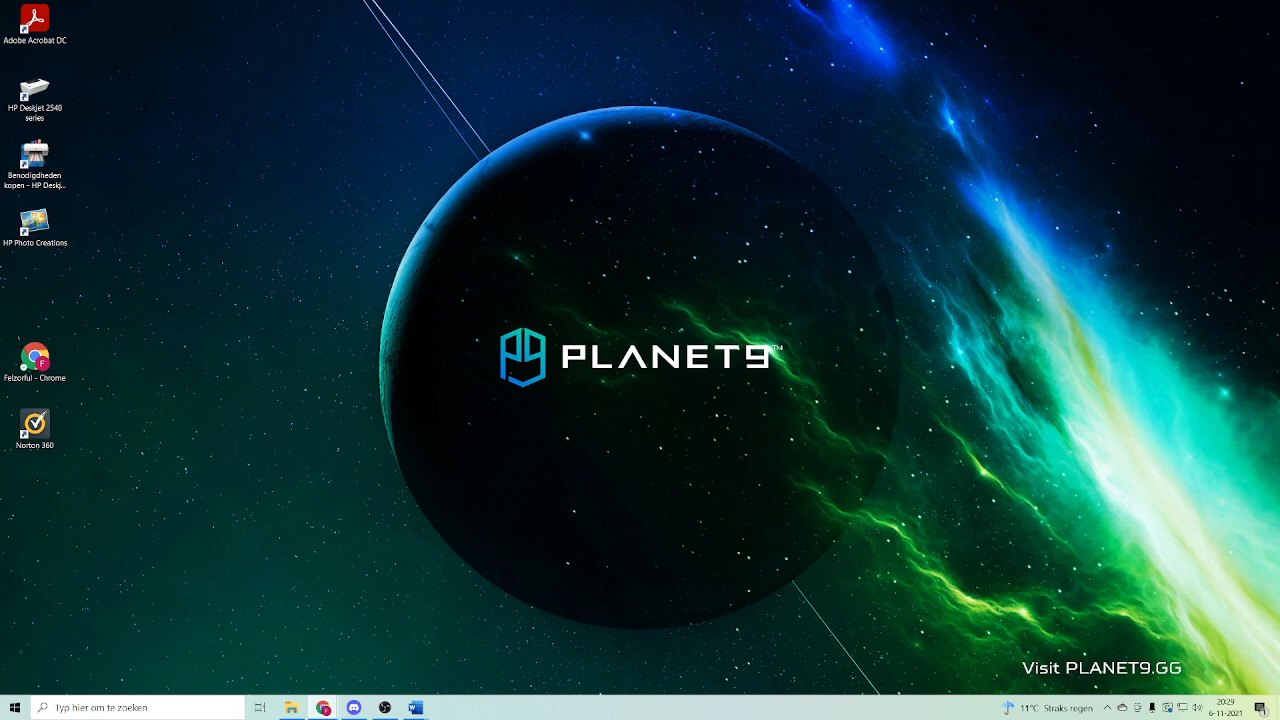 Adobe Acrobat DC
HP Deskjet 2540
series
Benodigdheden
kopen - HP Deskj...
HP Photo Creations
Felzorful - Chrome
Norton 360
PLANET9™
Visit PLANET9.GG
Typ hier om te zoeken
11°C Straks regen
20:29
6-11-2021